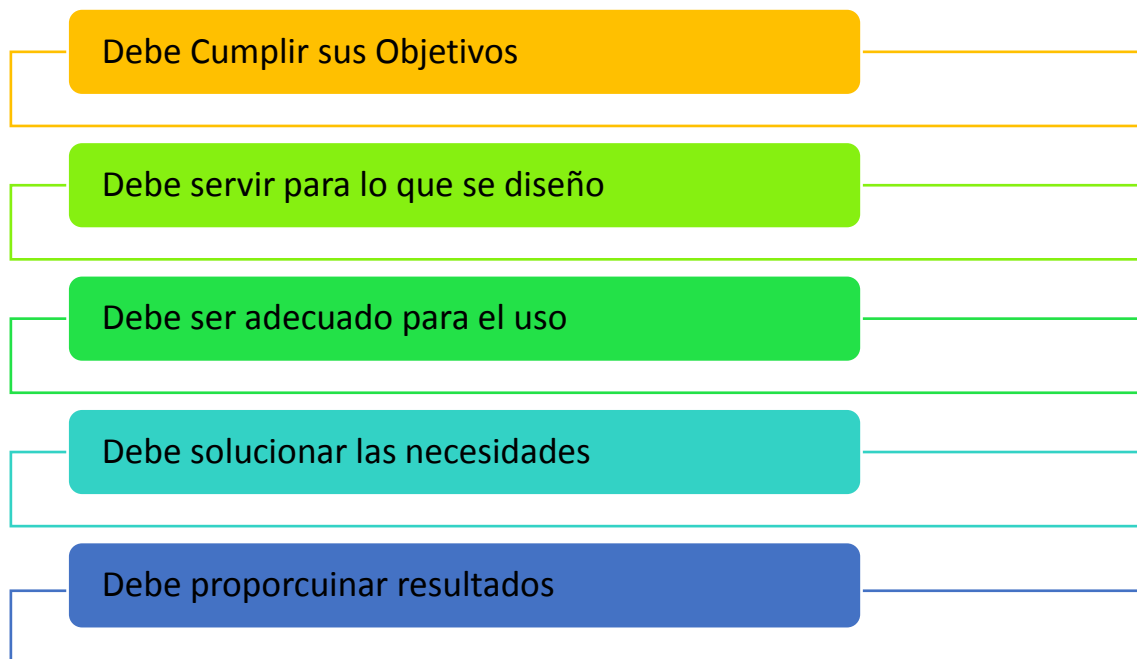 Debe Cumplir sus Objetivos
Debe servir para lo que se diseño
Debe ser adecuado para el uso
Debe solucionar las necesidades
Debe proporcuinar resultados